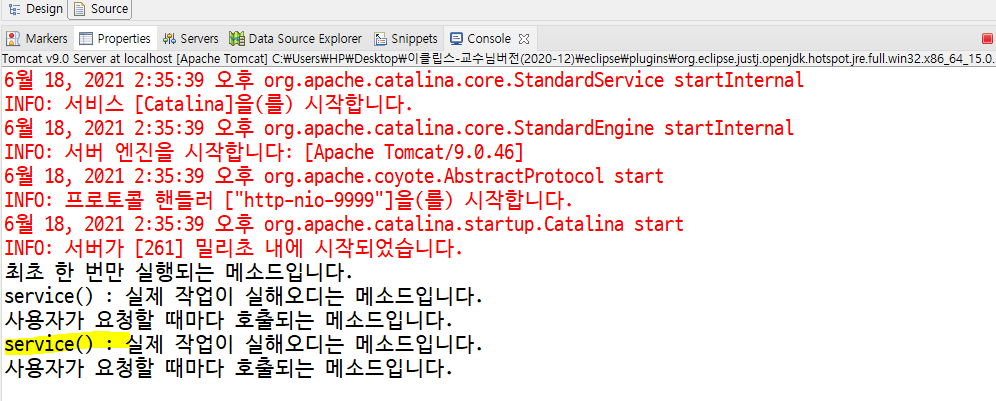 Design Source
Markers Properties Servers Data Source Explorer Snippets Console
Tomcat v9.0 Server at localhost [Apache Tomcat] C:₩Users₩HP₩Desktop₩이클립스-교수님버전(2020-12)₩eclipse₩plugins₩org.eclipse.justj.openjdk.hotspot.jre.full.win32.x86_64_15.0.
6월 18, 2021 2:35:39 오후 org.apache.catalina.core.StandardService startInternal
INFO: 서비스 [Catalina]을(를) 시작합니다.
6월 18, 2021 2:35:39 오후 org.apache.catalina.core.StandardEngine startInternal
INFO: 서버 엔진을 시작합니다: [Apache Tomcat/9.0.46]
6월 18, 2021 2:35:39 오후 org.apache.coyote.AbstractProtocol start
INFO: 프로토콜 핸들러 ["http-nio-9999"]을(를) 시작합니다.
6월 18, 2021 2:35:39 오후 org.apache.catalina.startup.Catalina start
INFO: 서버가 [261] 밀리초 내에 시작되었습니다.
최초 한 번만 실행되는 메소드입니다.
service() : 실제 작업이 실해오디는 메소드입니다.
사용자가 요청할 때마다 호출되는 메소드입니다.
service() : 실제 작업이 실해오디는 메소드입니다.
사용자가 요청할 때마다 호출되는 메소드입니다.